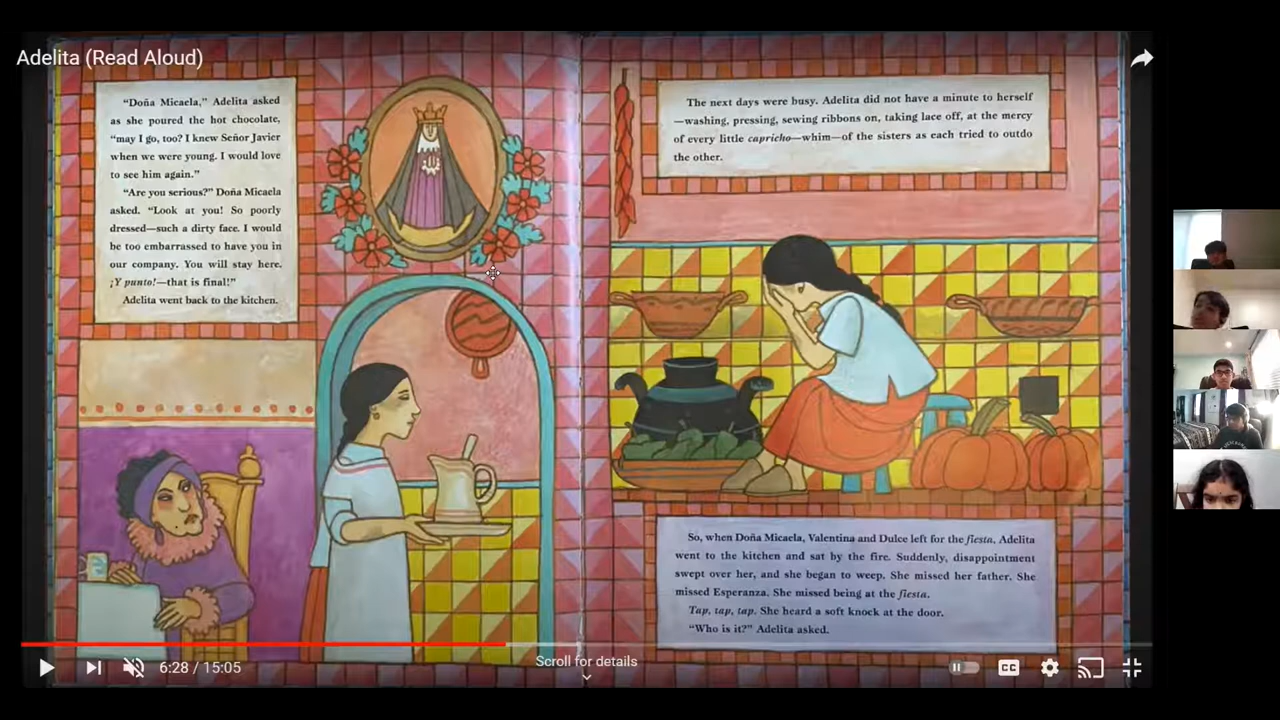 Adelita (Read Aloud)
“Doña Micaela,” Adelita asked
as she poured the hot chocolate,
“may I go, too? I knew Señor Javier
when we were young. I would love
to see him again.”
“Are you serious?” Doña Micaela
asked. “Look at you! So poorly
dressed—such a dirty face. I would
be too embarrassed to have you in
our company. You will stay here.
¡Y punto!—that is final!”
Adelita went back to the kitchen.
The next days were busy. Adelita did not have a minute to herself
—washing, pressing, sewing ribbons on, taking lace off, at the mercy
of every little capricho—whim—of the sisters as each tried to outdo
the other.
So, when Doña Micaela, Valentina and Dulce left for the fiesta, Adelita
went to the kitchen and sat by the fire. Suddenly, disappointment
swept over her, and she began to weep. She missed her father. She
missed Esperanza. She missed being at the fiesta.
Tap, tap, tap. She heard a soft knock at the door.
“Who is it?” Adelita asked.
6:28 / 15:05
Scroll for details
CC